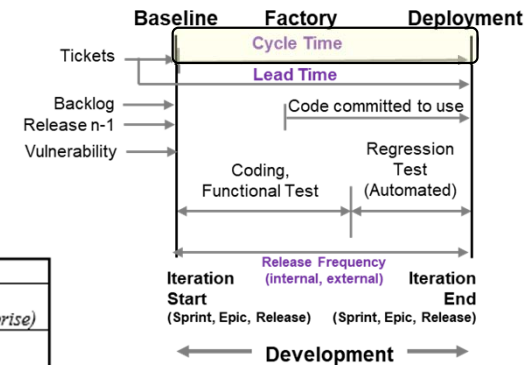 Baseline Factory Deployment
Cycle Time
Tickets
Lead Time
Backlog
Code committed to use
Release n-1
Vulnerability
Regression
Test
(Automated)
Coding,
Functional Test
Release Frequency
(internal, external)
Iteration
Start
(Sprint, Epic, Release)
Iteration
End
(Sprint, Epic, Release)
Development